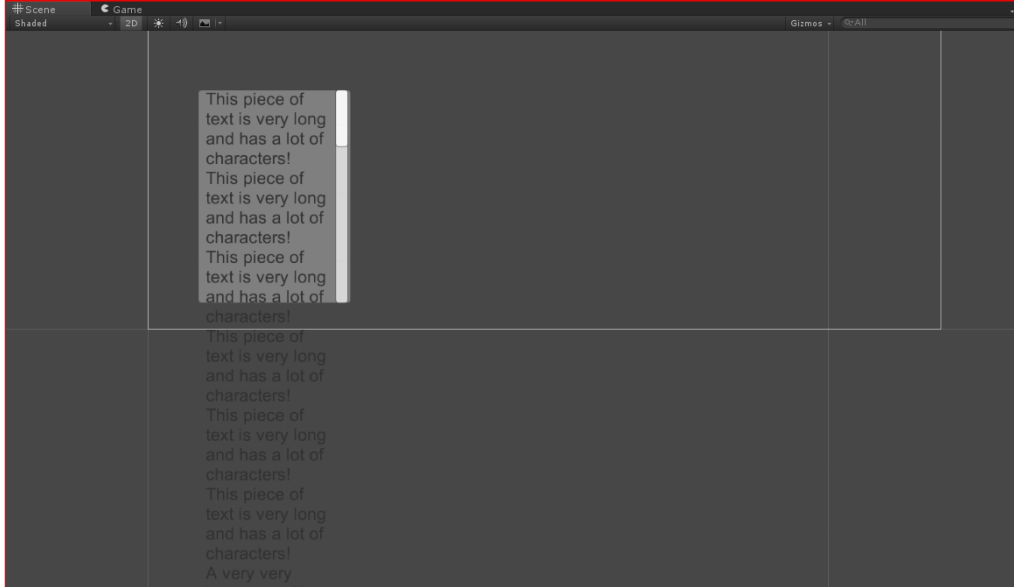 Scene
Game
Shaded
2D
Gizmos
All
This piece of
text is very long
and has a lot of
characters!
This piece of
text is very long
and has a lot of
characters!
This piece of
text is very long
and has a lot of
characters!
This piece of
text is very long
and has a lot of
characters!
This piece of
text is very long
and has a lot of
characters!
This piece of
text is very long
and has a lot of
characters!
A very very